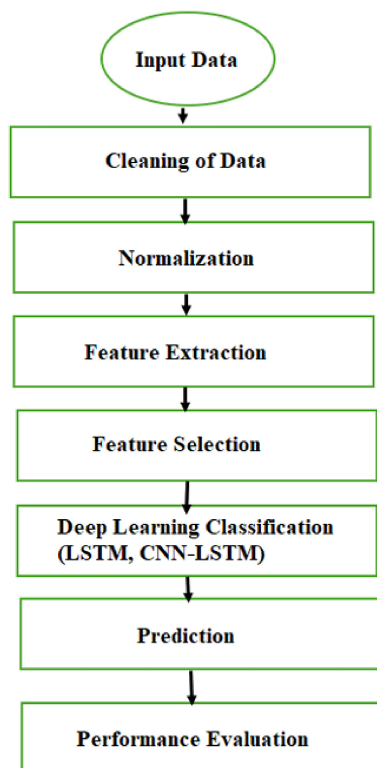 Input Data
Cleaning of Data
Normalization
Feature Extraction
Feature Selection
Deep Learning Classification
(LSTM, CNN-LSTM)
Prediction
Performance Evaluation